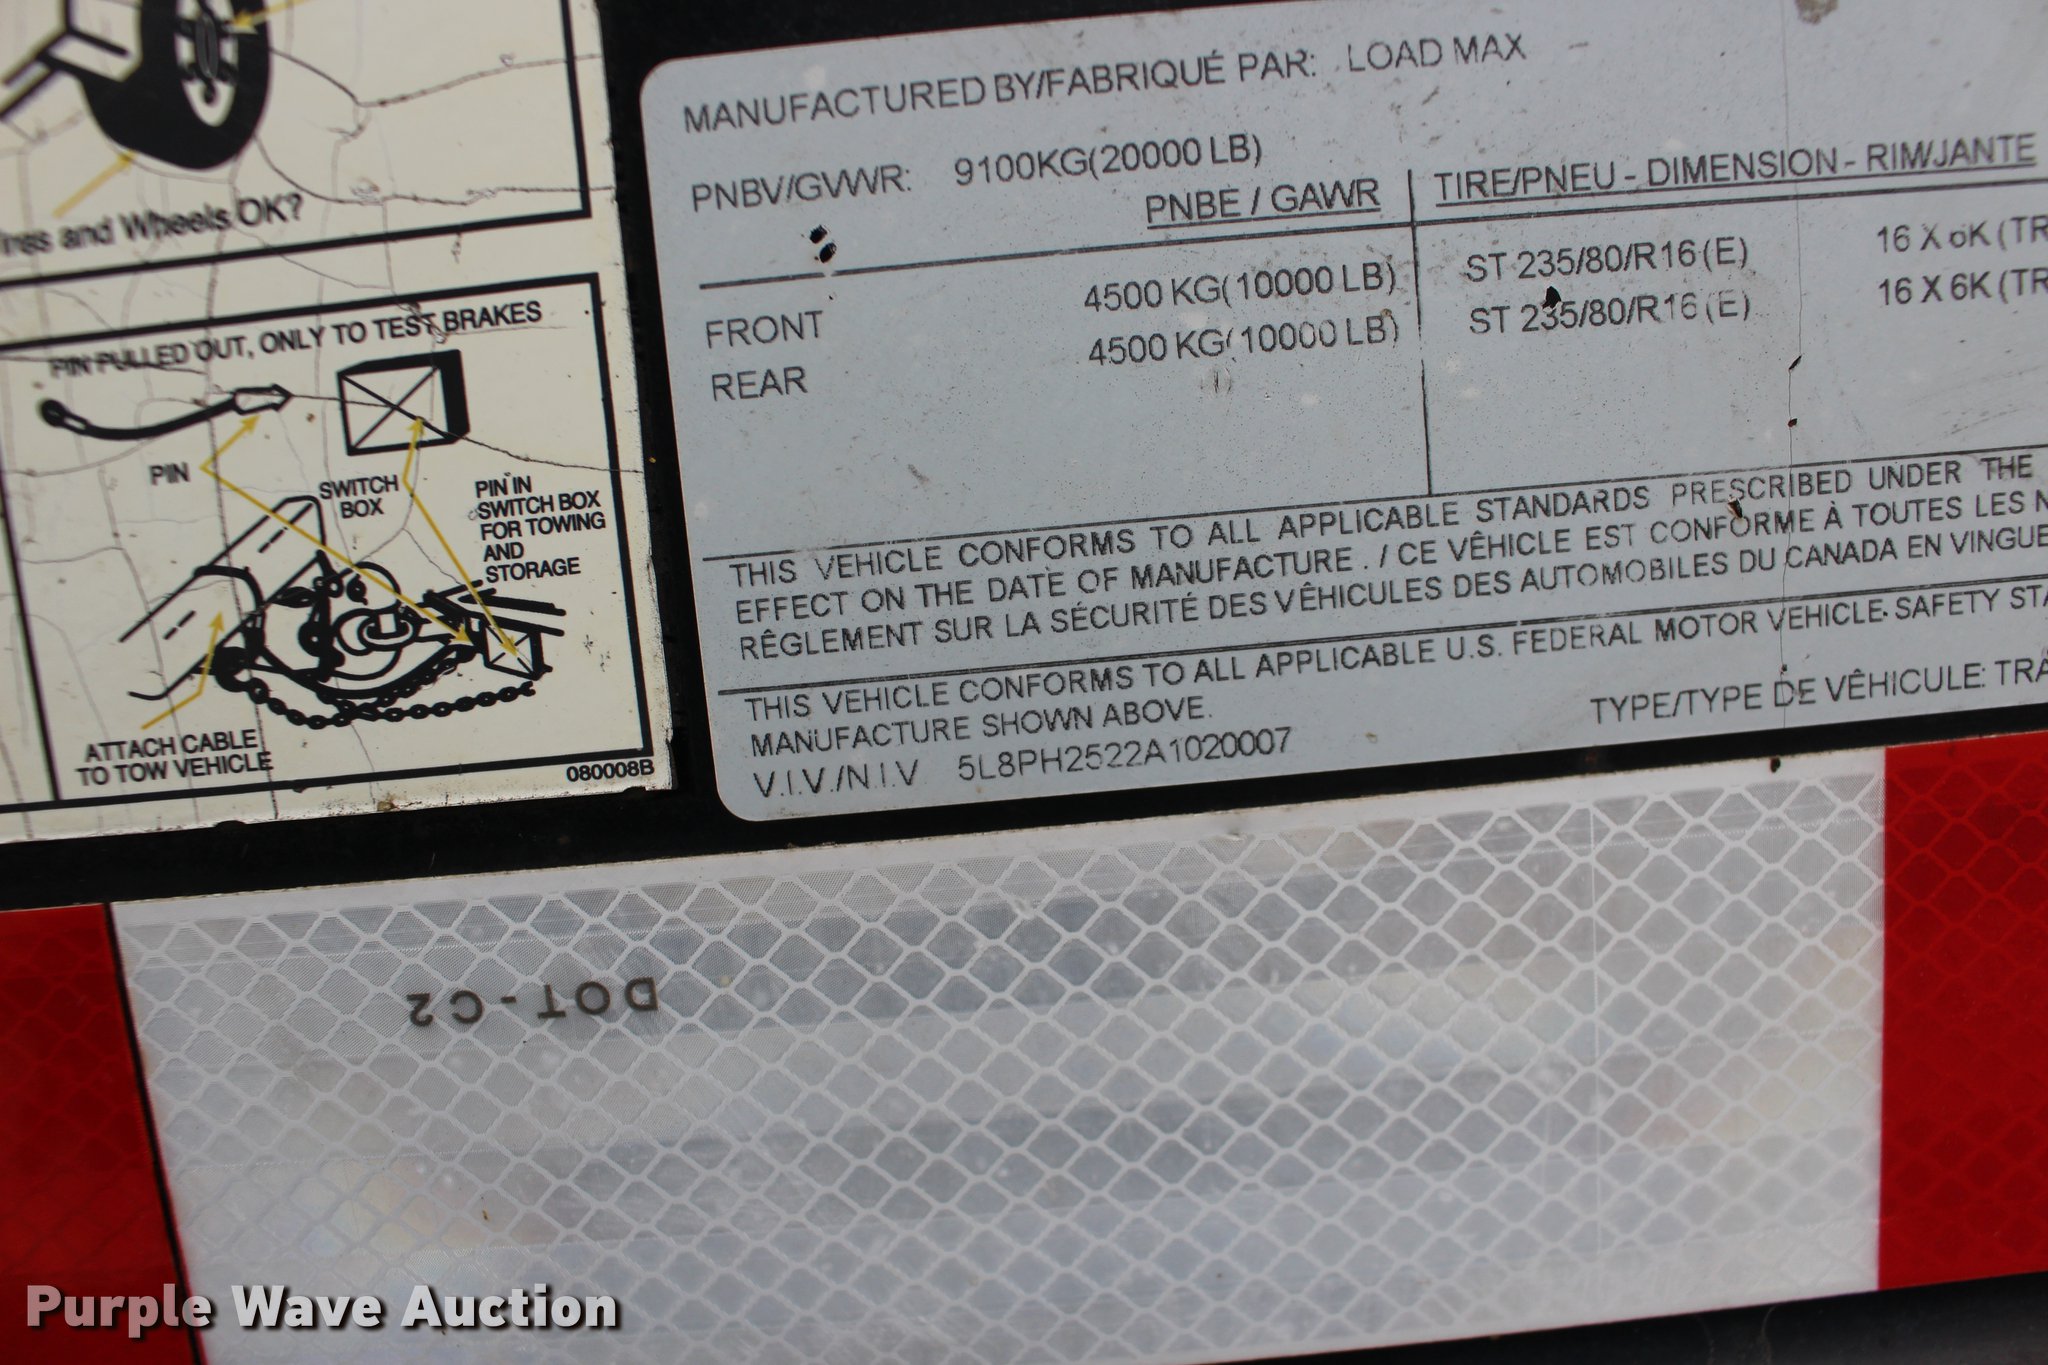 and Wheels OK?
PIN PULLED OUT, ONLY TO TEST BRAKES
PIN
SWITCH
BOX
PIN IN
SWITCH BOX
FOR TOWING
AND
STORAGE
ATTACH CABLE
TO TOW VEHICLE
080008B
MANUFACTURED BY/FABRIQUÉ PAR: LOAD MAX
PNBV/GVWR: 9100KG(20000 LB)
PNBE / GAWR TIRE/PNEU - DIMENSION - RIM/JANTE
FRONT 4500 KG(10000 LB) ST 235/80/R16 (E) 16 X 6K (TR
REAR 4500 KG(10000 LB) ST 235/80/R16 (E) 16 X 6K (TR
THIS VEHICLE CONFORMS TO ALL APPLICABLE STANDARDS PRESCRIBED UNDER THE
EFFECT ON THE DATE OF MANUFACTURE . / CE VÊHICLE EST CONFORME À TOUTES LES N
RÊGLEMENT SUR LA SÉCURITÉ DES VÊHICULES DES AUTOMOBILES DU CANADA EN VINGUE
THIS VEHICLE CONFORMS TO ALL APPLICABLE U.S. FEDERAL MOTOR VEHICLE SAFETY STA
MANUFACTURE SHOWN ABOVE.
V.I.V./N.I.V 5L8PH2522A1020007 TYPE/TYPE DE VÊHICULE: TRA
DOT-C2
Purple Wave Auction